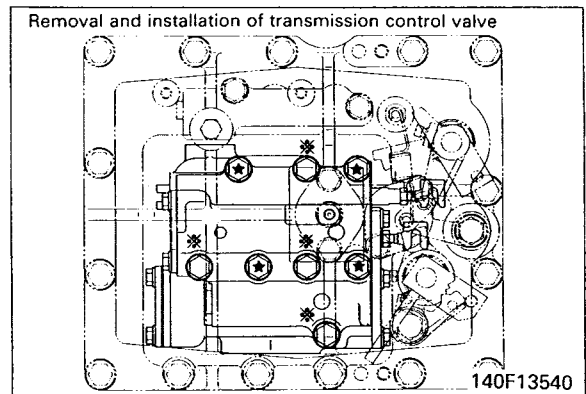 Removal and installation of transmission control valve
※
※
※
※
140F13540